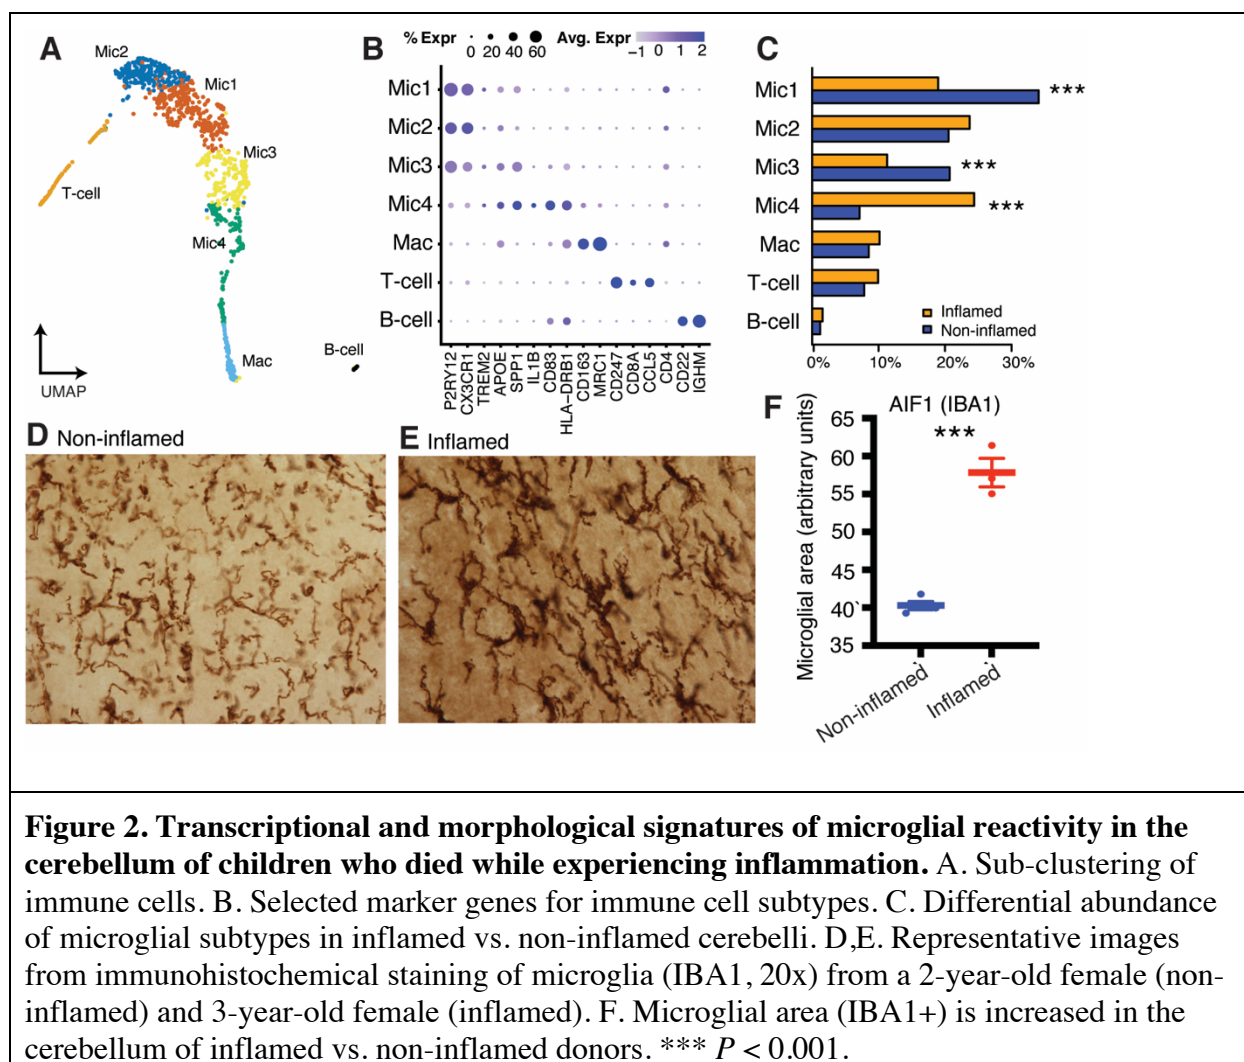 A
Mic2
Mic1
Mic3
T-cell
Mic4
Mac
B-cell
UMAP
B
% Expr
0 20 40 60
Avg. Expr
−1 0 1 2
Mic1
Mic2
Mic3
Mic4
Mac
T-cell
B-cell
P2RY12
CX3CR1
TREM2
APOE
SPP1
IL1B
CD83
HLA−DRB1
CD163
MRC1
CD247
CD8A
CCL5
CD4
CD22
IGHM
C
Mic1
***
Mic2
Mic3
***
Mic4
***
Mac
T-cell
B-cell
Inflamed
Non-inflamed
0% 10% 20% 30%
D Non-inflamed
E Inflamed
F
AIF1 (IBA1)
***
Microglial area (arbitrary units)
65
60
55
50
45
40
35
Non-inflamed
Inflamed
Figure 2. Transcriptional and morphological signatures of microglial reactivity in the
cerebellum of children who died while experiencing inflammation. A. Sub-clustering of
immune cells. B. Selected marker genes for immune cell subtypes. C. Differential abundance
of microglial subtypes in inflamed vs. non-inflamed cerebelli. D,E. Representative images
from immunohistochemical staining of microglia (IBA1, 20x) from a 2-year-old female (non-
inflamed) and 3-year-old female (inflamed). F. Microglial area (IBA1+) is increased in the
cerebellum of inflamed vs. non-inflamed donors. *** P < 0.001.